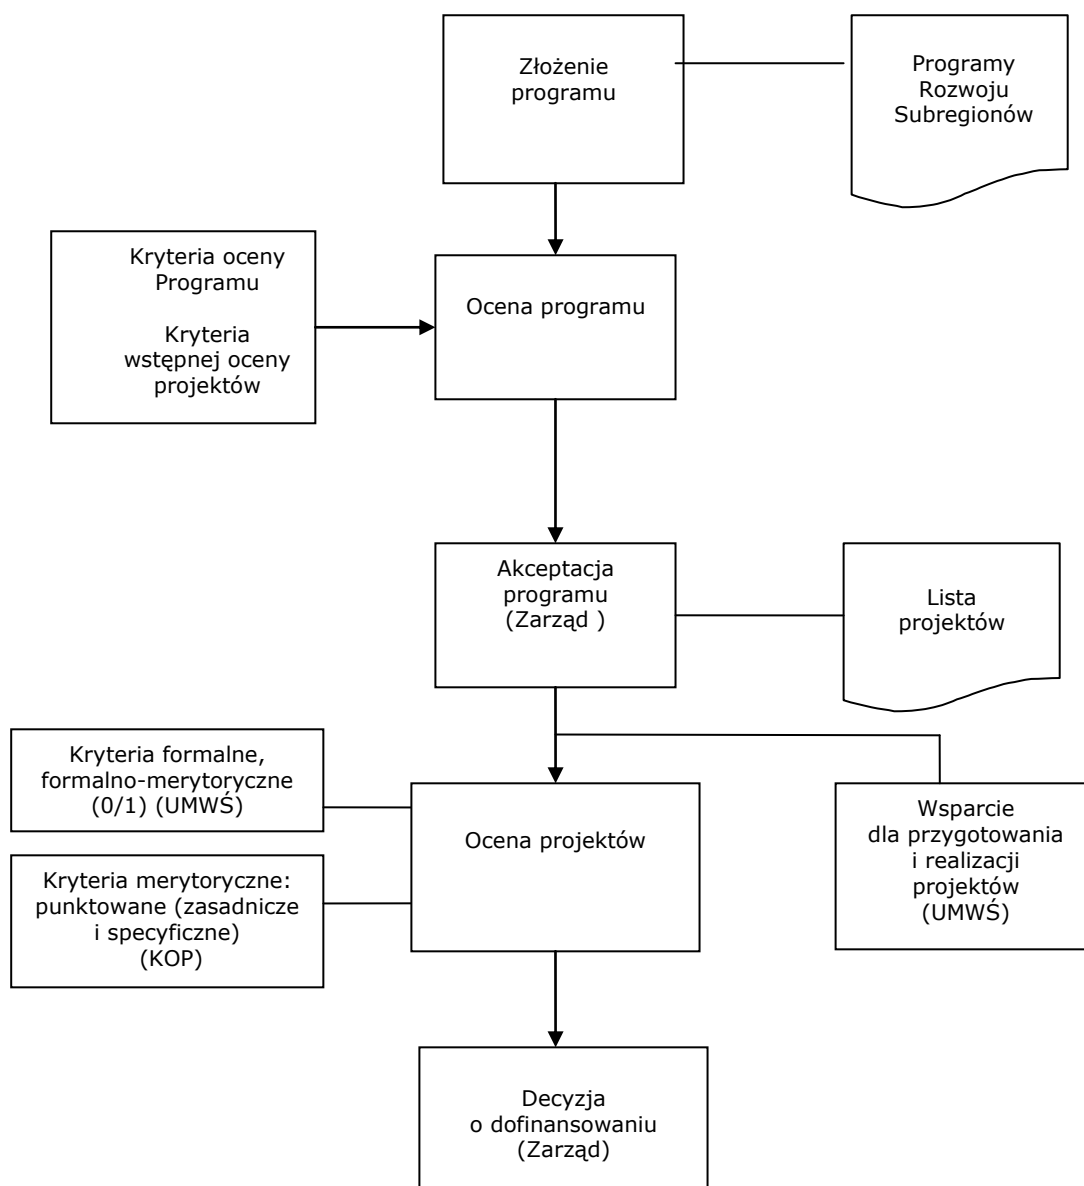 Złożenie
programu
Programy
Rozwoju
Subregionów
Kryteria oceny
Programu
Kryteria
wstępnej oceny
projektów
Ocena programu
Akceptacja
programu
(Zarząd )
Lista
projektów
Kryteria formalne,
formalno-merytoryczne
(0/1) (UMWŚ)
Kryteria merytoryczne:
punktowane (zasadnicze
i specyficzne)
(KOP)
Ocena projektów
Wsparcie
dla przygotowania
i realizacji
projektów
(UMWŚ)
Decyzja
o dofinansowaniu
(Zarząd)